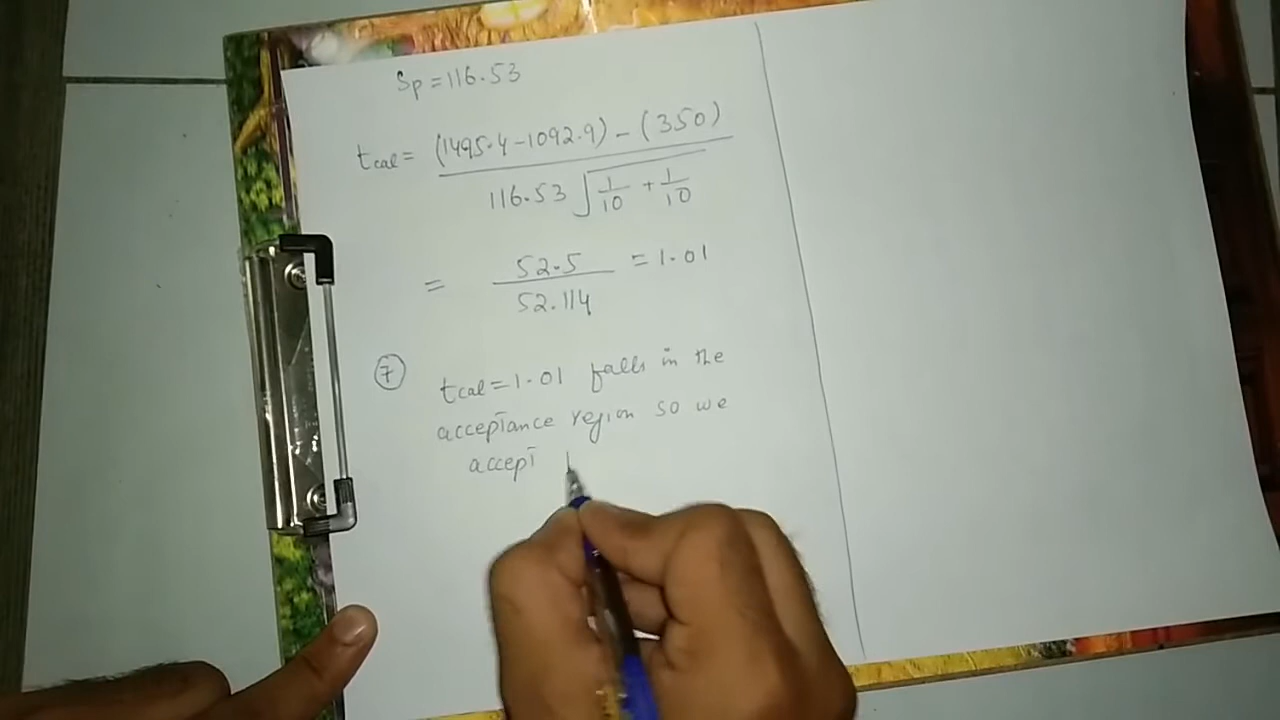 Sp = 116.53
tcal = (1495.4 - 1092.9) - (350)
116.53 √ 1/10 + 1/10
= 52.5 / 52.114 = 1.01
⑦ tcal = 1.01 falls in the
acceptance region so we
accept